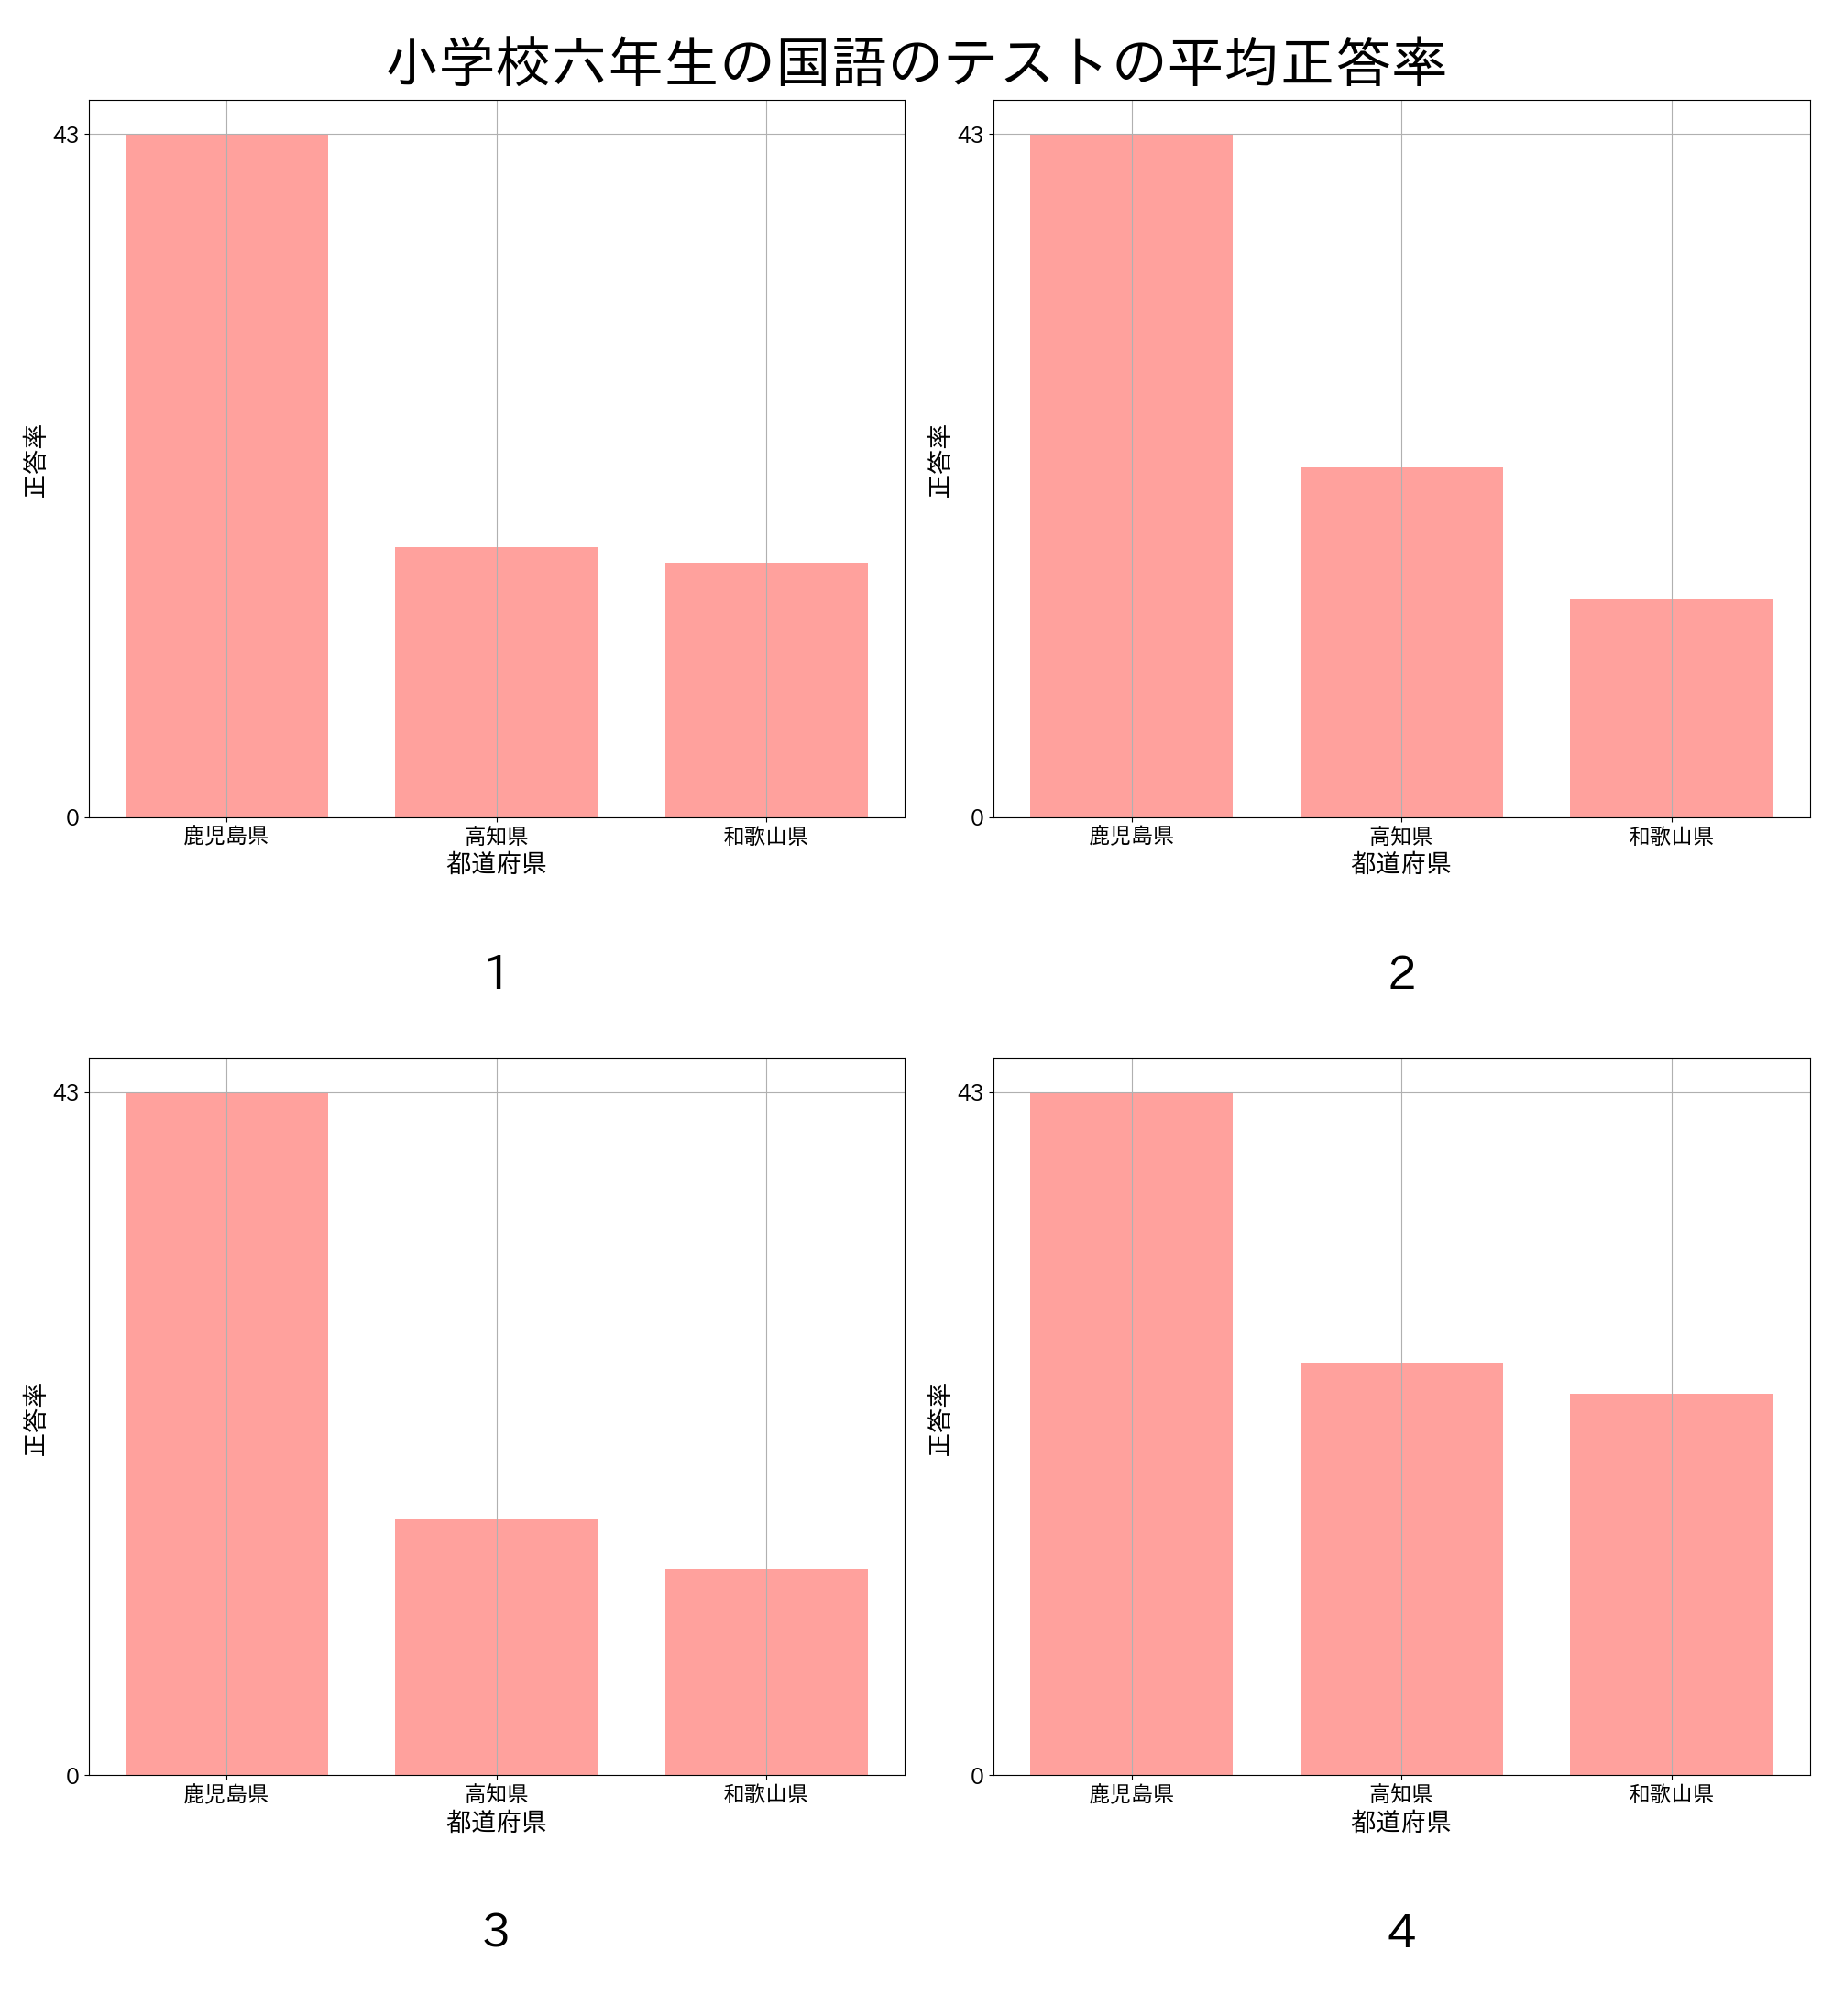 小学校六年生の国語のテストの平均正答率
43
0
正答率
鹿児島県 高知県 和歌山県
都道府県
1
43
0
正答率
鹿児島県 高知県 和歌山県
都道府県
2
43
0
正答率
鹿児島県 高知県 和歌山県
都道府県
3
43
0
正答率
鹿児島県 高知県 和歌山県
都道府県
4